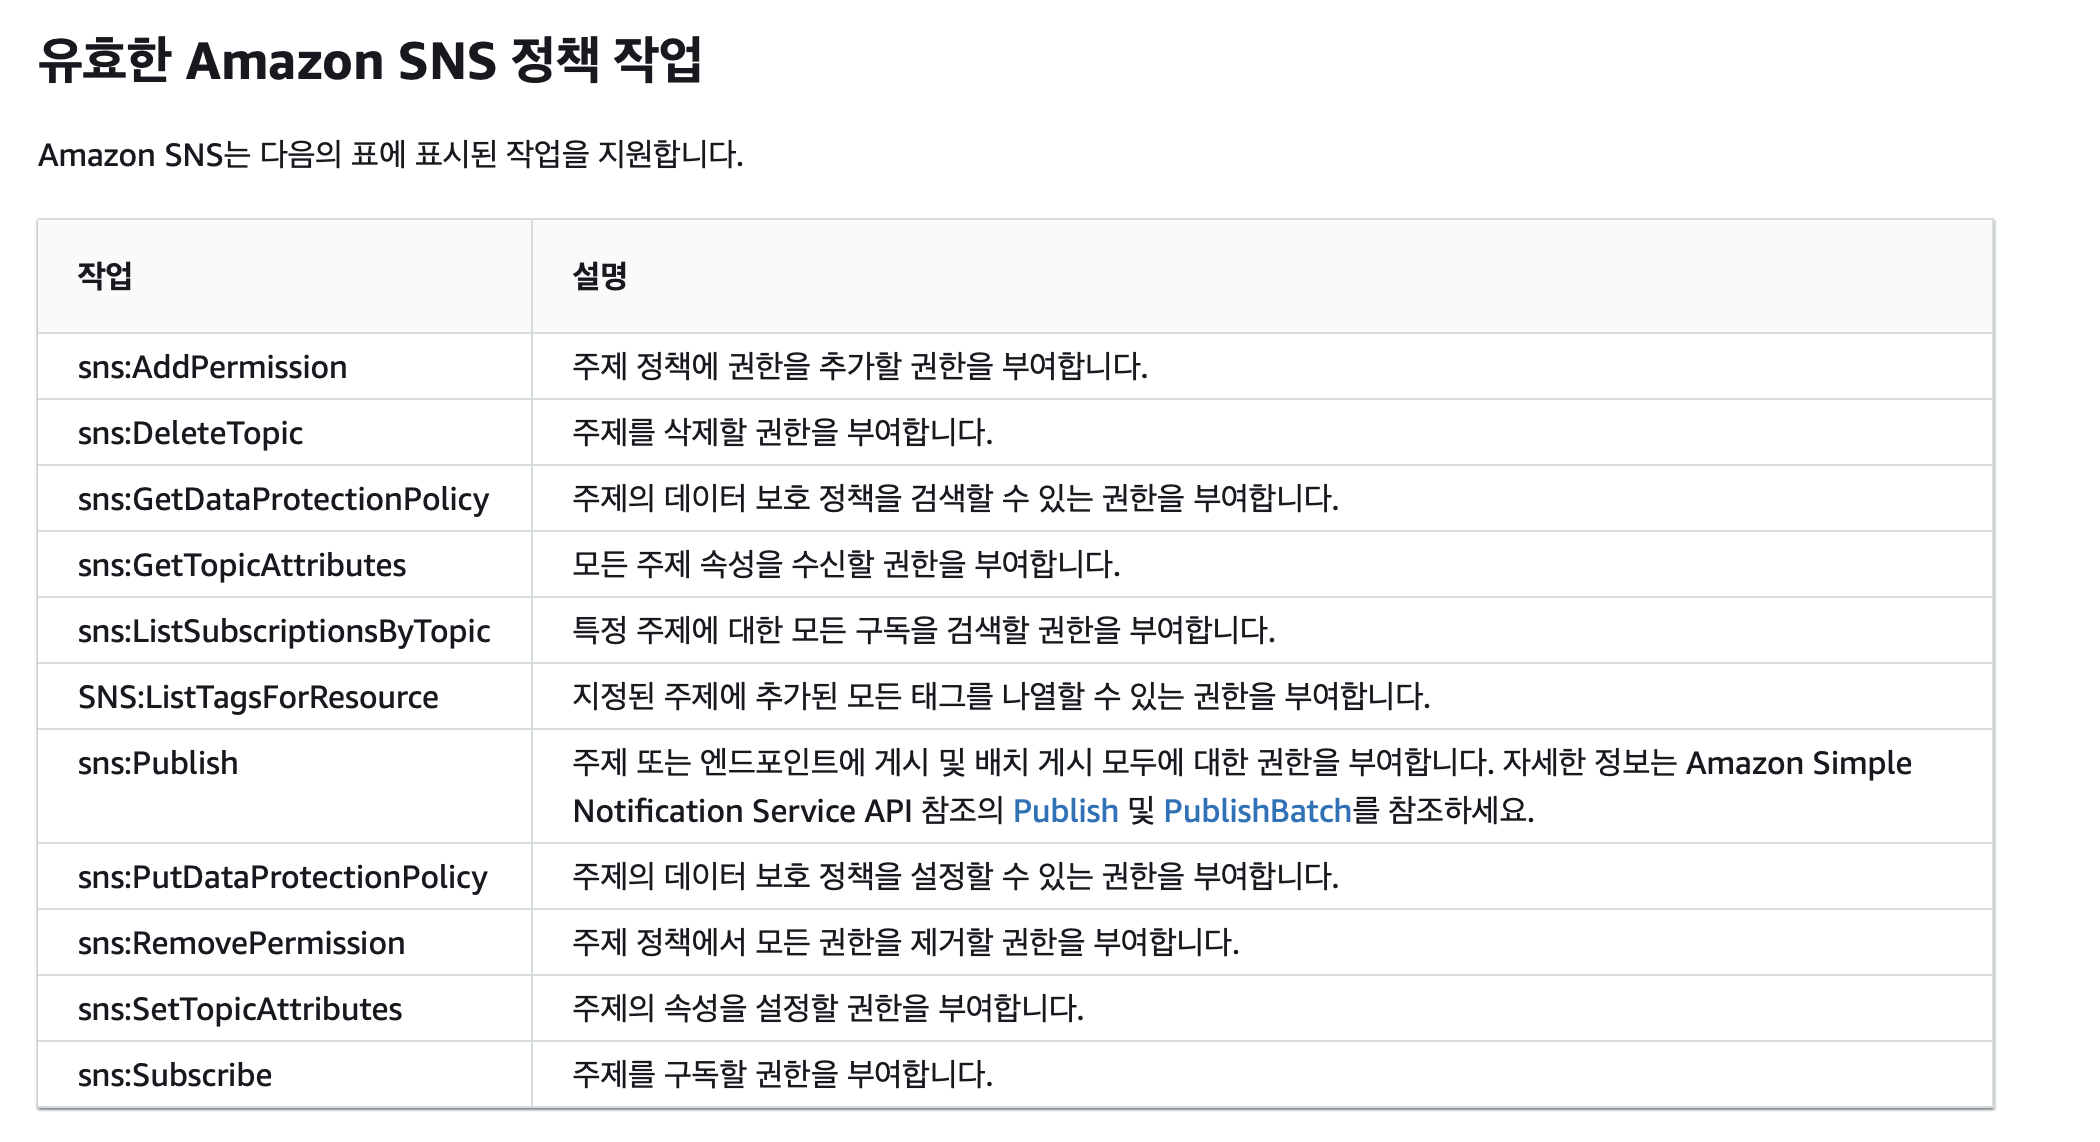 유효한 Amazon SNS 정책 작업
Amazon SNS는 다음의 표에 표시된 작업을 지원합니다.
작업 설명
sns:AddPermission 주제 정책에 권한을 추가할 권한을 부여합니다.
sns:DeleteTopic 주제를 삭제할 권한을 부여합니다.
sns:GetDataProtectionPolicy 주제의 데이터 보호 정책을 검색할 수 있는 권한을 부여합니다.
sns:GetTopicAttributes 모든 주제 속성을 수신할 권한을 부여합니다.
sns:ListSubscriptionsByTopic 특정 주제에 대한 모든 구독을 검색할 권한을 부여합니다.
SNS:ListTagsForResource 지정된 주제에 추가된 모든 태그를 나열할 수 있는 권한을 부여합니다.
sns:Publish 주제 또는 엔드포인트에 게시 및 배치 게시 모두에 대한 권한을 부여합니다. 자세한 정보는 Amazon Simple
Notification Service API 참조의 Publish 및 PublishBatch를 참조하세요.
sns:PutDataProtectionPolicy 주제의 데이터 보호 정책을 설정할 수 있는 권한을 부여합니다.
sns:RemovePermission 주제 정책에서 모든 권한을 제거할 권한을 부여합니다.
sns:SetTopicAttributes 주제의 속성을 설정할 권한을 부여합니다.
sns:Subscribe 주제를 구독할 권한을 부여합니다.